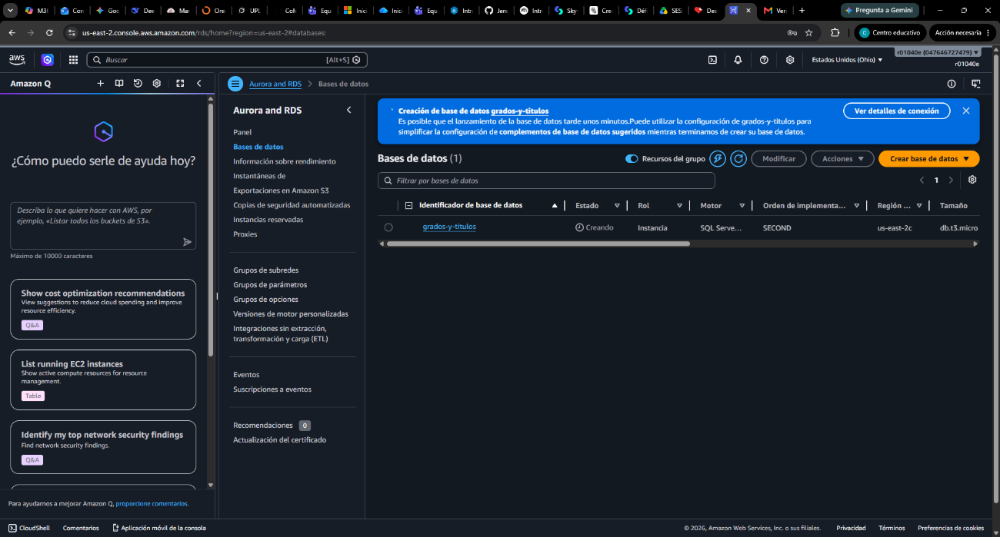 M3(
Cor
Goo
Dee
Mar
Ore
UPL
CoN
Equ
Inic
Inic
Equ
Intr
Jere
Intr
Sky
Cre
Défi
SES
Des
Veri
Pregunta a Gemini
us-east-2.console.aws.amazon.com/rds/home?region=us-east-2#databases:
C Centro educativo
Acción necesaria
aws
Buscar
[Alt+S]
Estados Unidos (Ohio)
r01040e (047646727479)
r01040e
Amazon Q
Aurora and RDS
Bases de datos
¿Cómo puedo serle de ayuda hoy?
Describa lo que quiere hacer con AWS, por
ejemplo, «Listar todos los buckets de S3».
Máximo de 10000 caracteres
Show cost optimization recommendations
View suggestions to reduce cloud spending and improve
resource efficiency.
Q&A
List running EC2 instances
Show active compute resources for resource
management.
Table
Identify my top network security findings
Find network security findings.
Q&A
Para ayudarnos a mejorar Amazon Q, proporcione comentarios.
Aurora and RDS
Panel
Bases de datos
Información sobre rendimiento
Instantáneas de
Exportaciones en Amazon S3
Copias de seguridad automatizadas
Instancias reservadas
Proxies
Grupos de subredes
Grupos de parámetros
Grupos de opciones
Versiones de motor personalizadas
Integraciones sin extracción,
transformación y carga (ETL)
Eventos
Suscripciones a eventos
Recomendaciones 0
Actualización del certificado
Creación de base de datos grados-y-titulos
Es posible que el lanzamiento de la base de datos tarde unos minutos.Puede utilizar la configuración de grados-y-titulos para
simplificar la configuración de complementos de base de datos sugeridos mientras terminamos de crear su base de datos.
Ver detalles de conexión
Bases de datos (1)
Recursos del grupo
Modificar
Acciones
Crear base de datos
Filtrar por bases de datos
1
Identificador de base de datos
Estado
Rol
Motor
Orden de implementa...
Región ...
Tamaño
grados-y-titulos
Creando
Instancia
SQL Serve...
SECOND
us-east-2c
db.t3.micro
CloudShell
Comentarios
Aplicación móvil de la consola
© 2026, Amazon Web Services, Inc. o sus filiales.
Privacidad
Términos
Preferencias de cookies